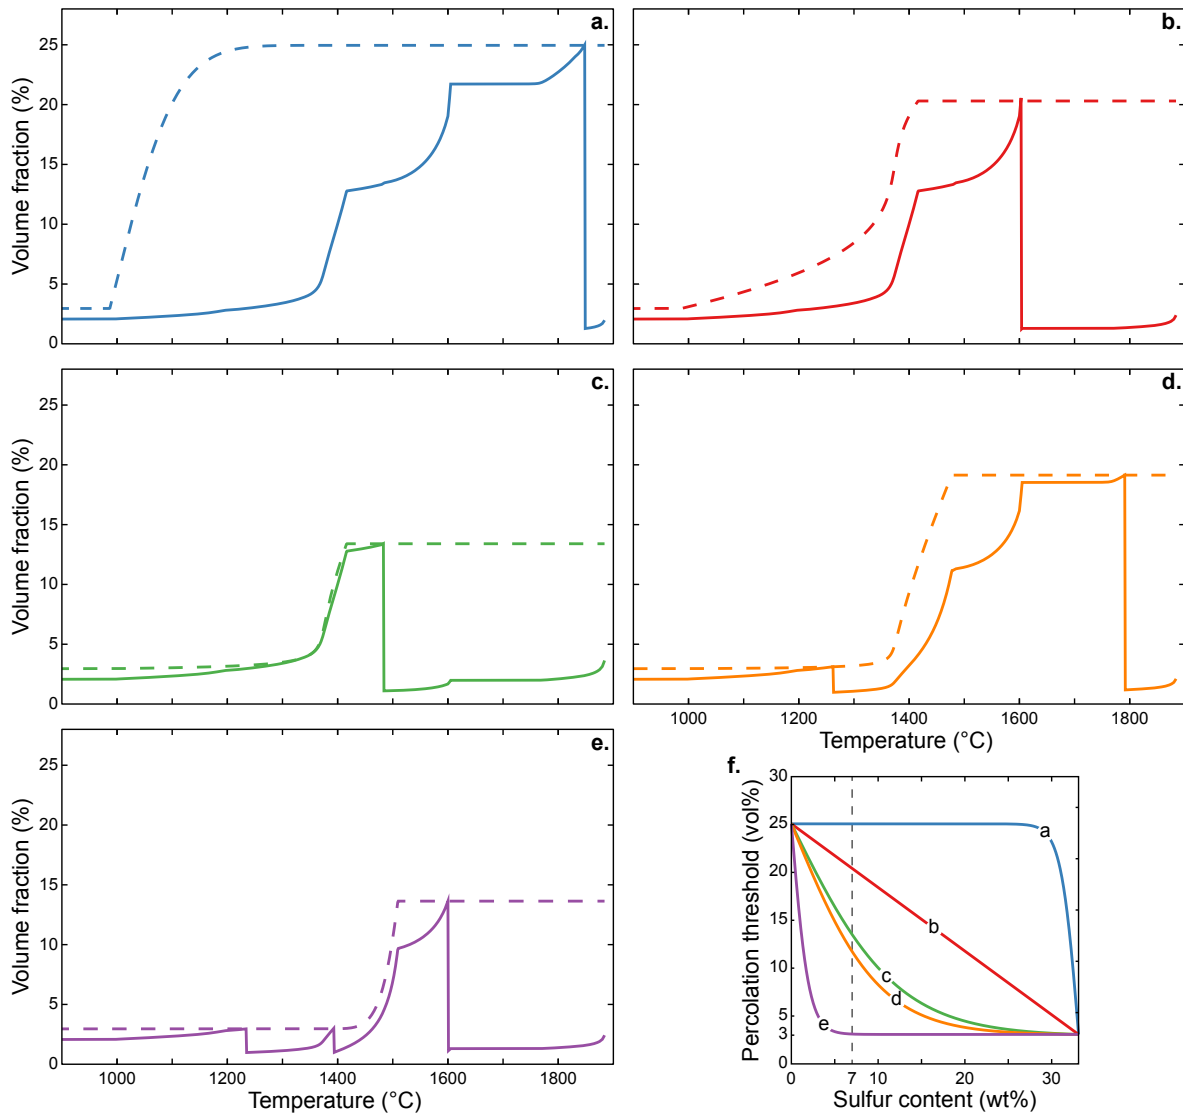 a.
25
20
15
10
5
0
Volume fraction (%)
b.
c.
25
20
15
10
5
0
Volume fraction (%)
d.
1000 1200 1400 1600 1800
Temperature (°C)
e.
25
20
15
10
5
0
Volume fraction (%)
1000 1200 1400 1600 1800
Temperature (°C)
f.
30
25
20
15
10
5
3
0
Percolation threshold (vol%)
a
b
c
d
e
0 7 10 20 30
Sulfur content (wt%)